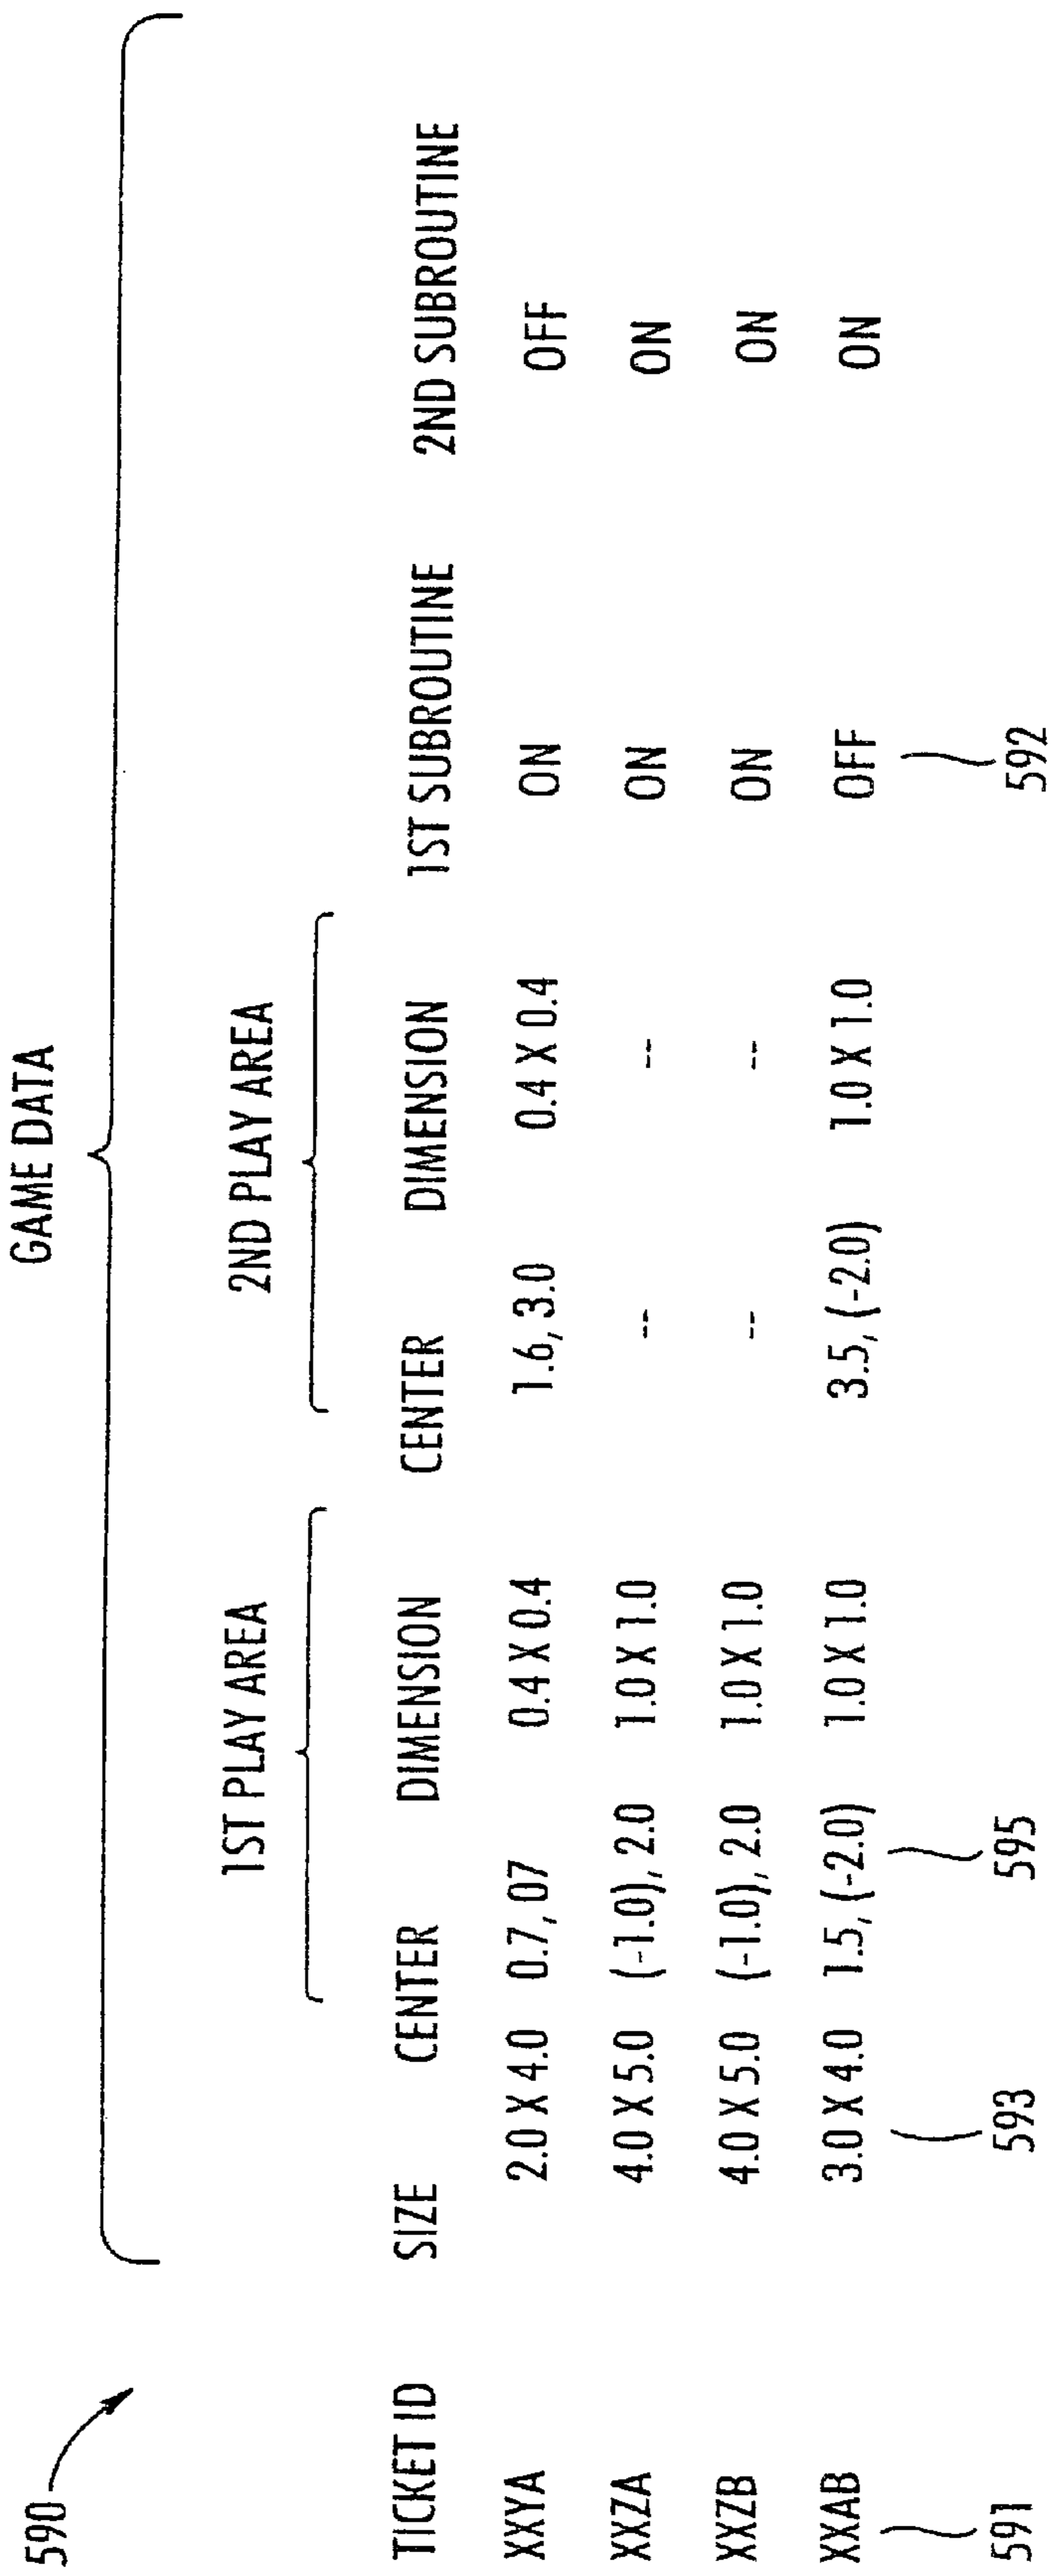 590
GAME DATA
1ST PLAY AREA 2ND PLAY AREA
TICKET ID SIZE CENTER DIMENSION CENTER DIMENSION 1ST SUBROUTINE 2ND SUBROUTINE
XXYA 2.0 X 4.0 0.7, 07 0.4 X 0.4 1.6, 3.0 0.4 X 0.4 ON OFF
XXZA 4.0 X 5.0 (-1.0), 2.0 1.0 X 1.0 -- -- ON ON
XXZB 4.0 X 5.0 (-1.0), 2.0 1.0 X 1.0 -- -- ON ON
XXAB 3.0 X 4.0 1.5, (-2.0) 1.0 X 1.0 3.5, (-2.0) 1.0 X 1.0 OFF ON
591 593 595 592